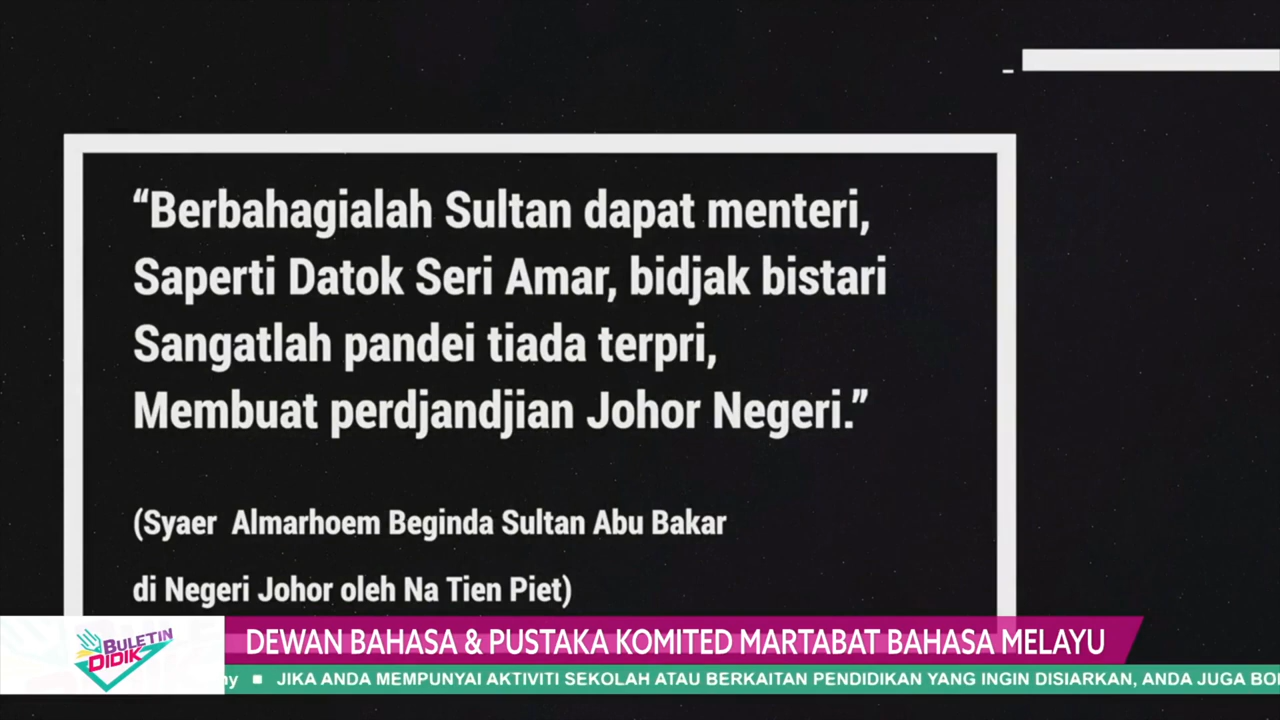 “Berbahagialah Sultan dapat menteri,
Saperti Datok Seri Amar, bidjak bistari
Sangatlah pandei tiada terpri,
Membuat perdjandjian Johor Negeri.”
(Syaer Almarhoem Beginda Sultan Abu Bakar
di Negeri Johor oleh Na Tien Piet)
BULETIN
DIDIK
DEWAN BAHASA & PUSTAKA KOMITED MARTABAT BAHASA MELAYU
ny ▪ JIKA ANDA MEMPUNYAI AKTIVITI SEKOLAH ATAU BERKAITAN PENDIDIKAN YANG INGIN DISIARKAN, ANDA JUGA